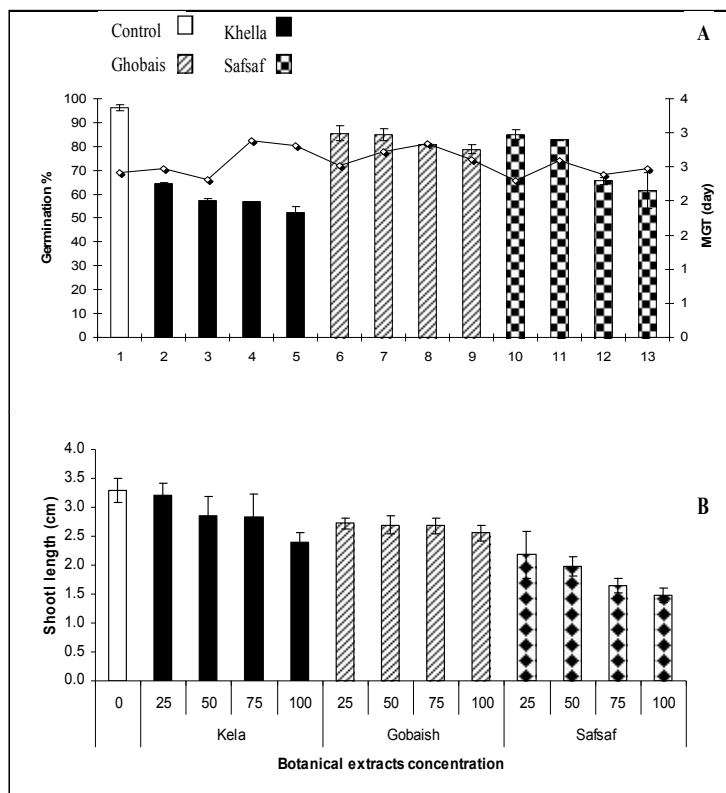 Control
Khella
A
Ghobais
Safsaf
100
90
80
70
60
50
40
30
20
10
0
Germination %
4
3
3
2
2
1
1
0
MGT (day)
1 2 3 4 5 6 7 8 9 10 11 12 13
B
4.0
3.5
3.0
2.5
2.0
1.5
1.0
0.5
0.0
Shootl length (cm)
0 25 50 75 100 25 50 75 100 25 50 75 100
Kela Gobaish Safsaf
Botanical extracts concentration